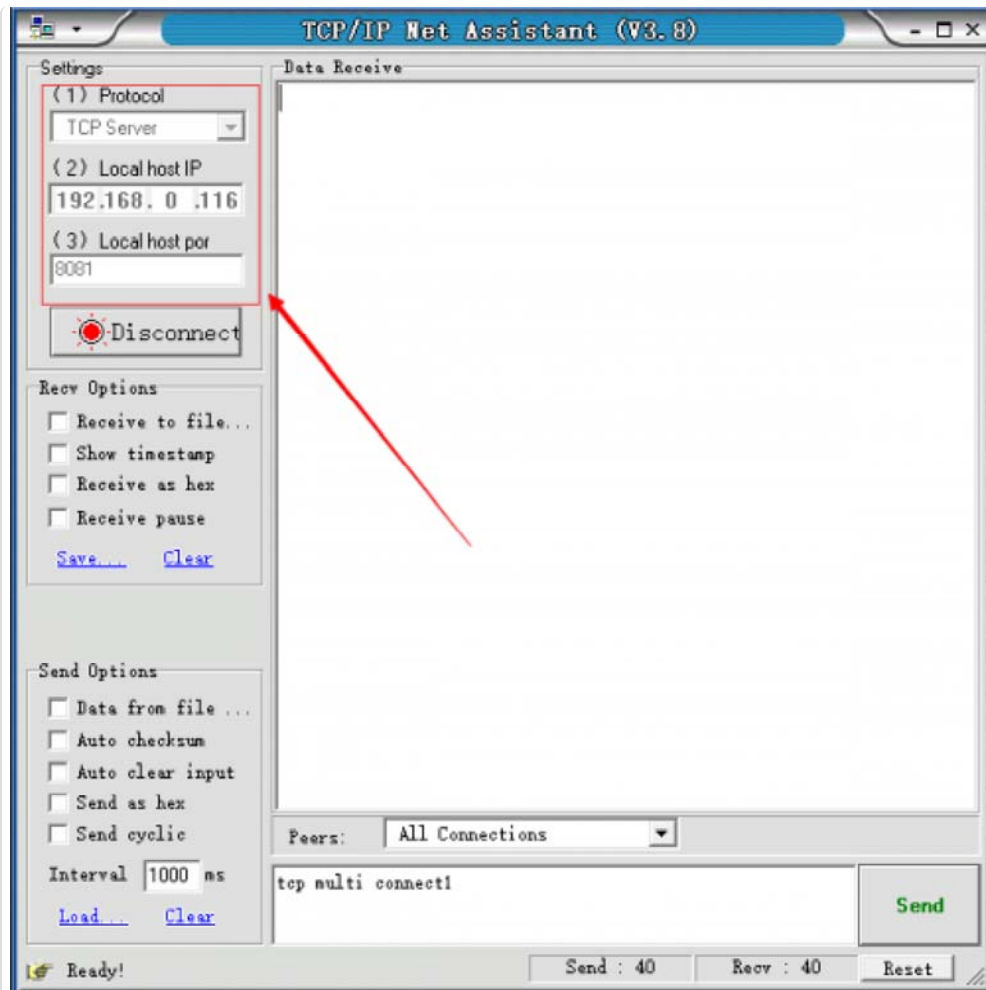 TCP/IP Net Assistant (V3.8)
Settings
(1) Protocol
TCP Server
(2) Local host IP
192.168. 0 .116
(3) Local host por
8081
Disconnect
Recv Options
Receive to file...
Show timestamp
Receive as hex
Receive pause
Save... Clear
Send Options
Data from file ...
Auto checksum
Auto clear input
Send as hex
Send cyclic
Interval 1000 ms
Load... Clear
Data Receive
Peers: All Connections
tcp multi connect1
Send
Ready! Send : 40 Recv : 40 Reset